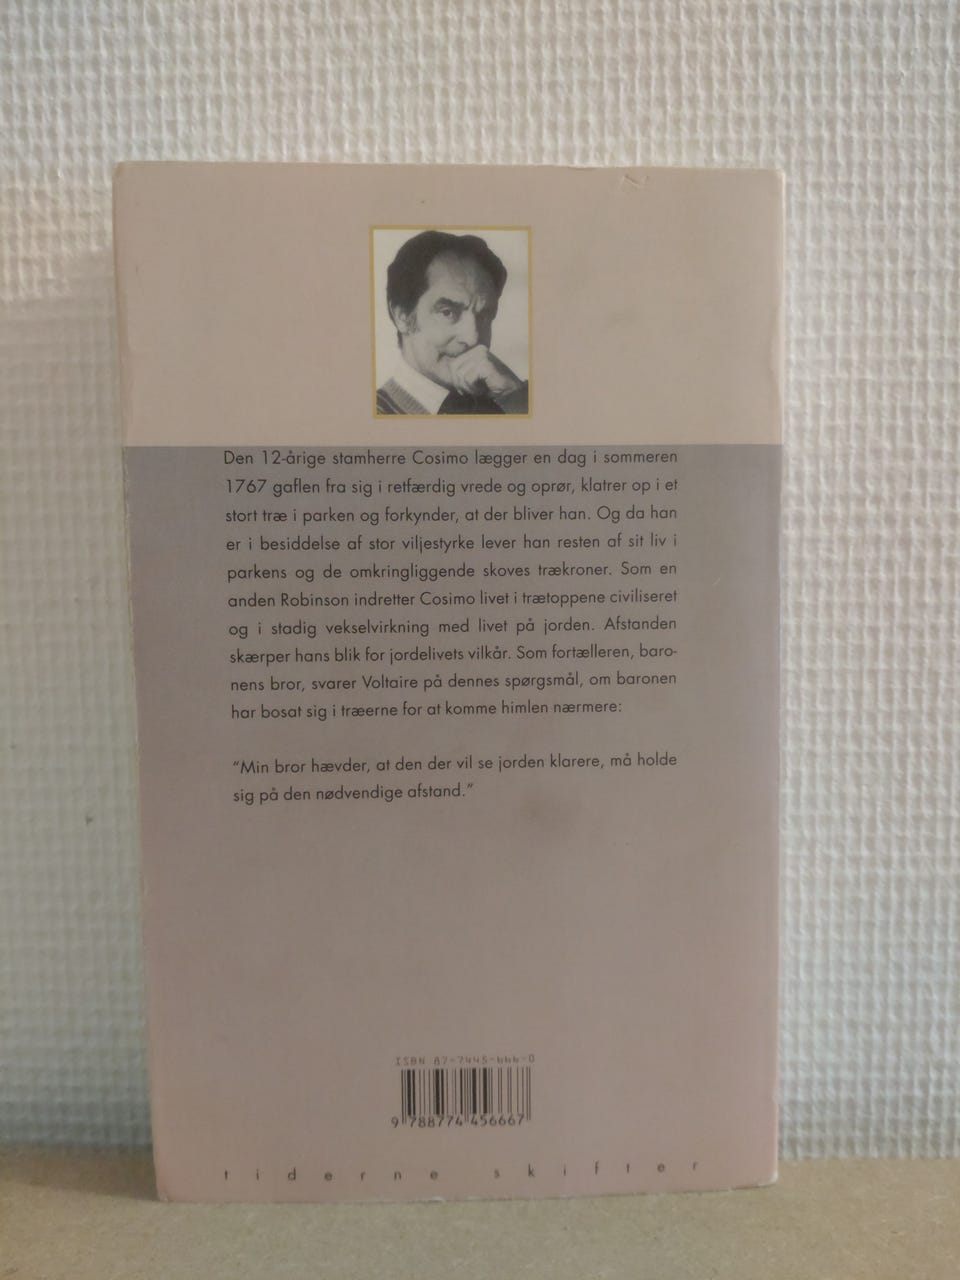 Den 12-årige stamherre Cosimo lægger en dag i sommeren
1767 gaflen fra sig i retfærdig vrede og oprør, klatrer op i et
stort træ i parken og forkynder, at der bliver han. Og da han
er i besiddelse af stor viljestyrke lever han resten af sit liv i
parkens og de omkringliggende skoves trækroner. Som en
anden Robinson indretter Cosimo livet i trætoppene civiliseret
og i stadig vekselvirkning med livet på jorden. Afstanden
skærper hans blik for jordelivets vilkår. Som fortælleren, baro-
nens bror, svarer Voltaire på dennes spørgsmål, om baronen
har bosat sig i træerne for at komme himlen nærmere:
"Min bror hævder, at den der vil se jorden klarere, må holde
sig på den nødvendige afstand."
ISBN 87-7445-666-0
9 788774 456667
tiderne skifter